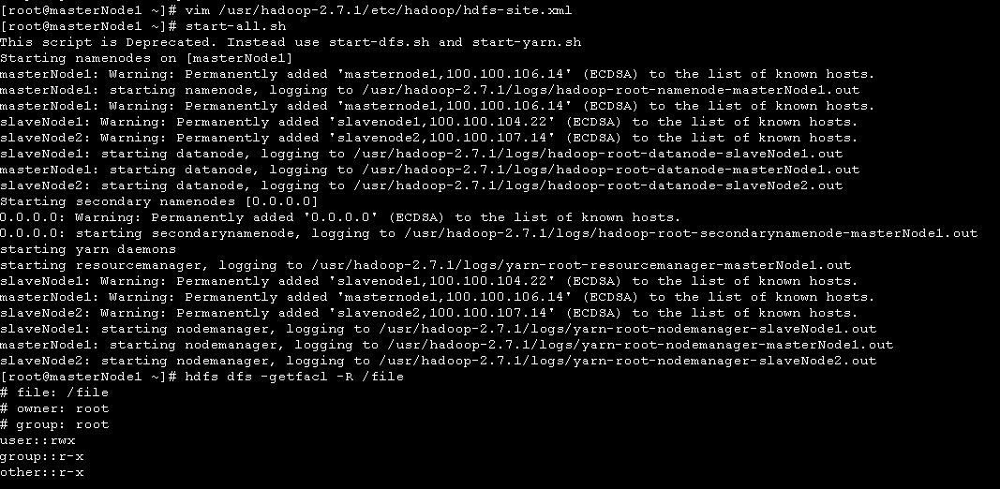 [root@masterNode1 ~]# vim /usr/hadoop-2.7.1/etc/hadoop/hdfs-site.xml
[root@masterNode1 ~]# start-all.sh
This script is Deprecated. Instead use start-dfs.sh and start-yarn.sh
Starting namenodes on [masterNode1]
masterNode1: Warning: Permanently added 'masternode1,100.100.106.14' (ECDSA) to the list of known hosts.
masterNode1: starting namenode, logging to /usr/hadoop-2.7.1/logs/hadoop-root-namenode-masterNode1.out
masterNode1: Warning: Permanently added 'masternode1,100.100.106.14' (ECDSA) to the list of known hosts.
slaveNode1: Warning: Permanently added 'slavenode1,100.100.104.22' (ECDSA) to the list of known hosts.
slaveNode2: Warning: Permanently added 'slavenode2,100.100.107.14' (ECDSA) to the list of known hosts.
slaveNode1: starting datanode, logging to /usr/hadoop-2.7.1/logs/hadoop-root-datanode-slaveNode1.out
masterNode1: starting datanode, logging to /usr/hadoop-2.7.1/logs/hadoop-root-datanode-masterNode1.out
slaveNode2: starting datanode, logging to /usr/hadoop-2.7.1/logs/hadoop-root-datanode-slaveNode2.out
Starting secondary namenodes [0.0.0.0]
0.0.0.0: Warning: Permanently added '0.0.0.0' (ECDSA) to the list of known hosts.
0.0.0.0: starting secondarynamenode, logging to /usr/hadoop-2.7.1/logs/hadoop-root-secondarynamenode-masterNode1.out
starting yarn daemons
starting resourcemanager, logging to /usr/hadoop-2.7.1/logs/yarn-root-resourcemanager-masterNode1.out
slaveNode1: Warning: Permanently added 'slavenode1,100.100.104.22' (ECDSA) to the list of known hosts.
masterNode1: Warning: Permanently added 'masternode1,100.100.106.14' (ECDSA) to the list of known hosts.
slaveNode2: Warning: Permanently added 'slavenode2,100.100.107.14' (ECDSA) to the list of known hosts.
slaveNode1: starting nodemanager, logging to /usr/hadoop-2.7.1/logs/yarn-root-nodemanager-slaveNode1.out
masterNode1: starting nodemanager, logging to /usr/hadoop-2.7.1/logs/yarn-root-nodemanager-masterNode1.out
slaveNode2: starting nodemanager, logging to /usr/hadoop-2.7.1/logs/yarn-root-nodemanager-slaveNode2.out
[root@masterNode1 ~]# hdfs dfs -getfacl -R /file
# file: /file
# owner: root
# group: root
user::rwx
group::r-x
other::r-x